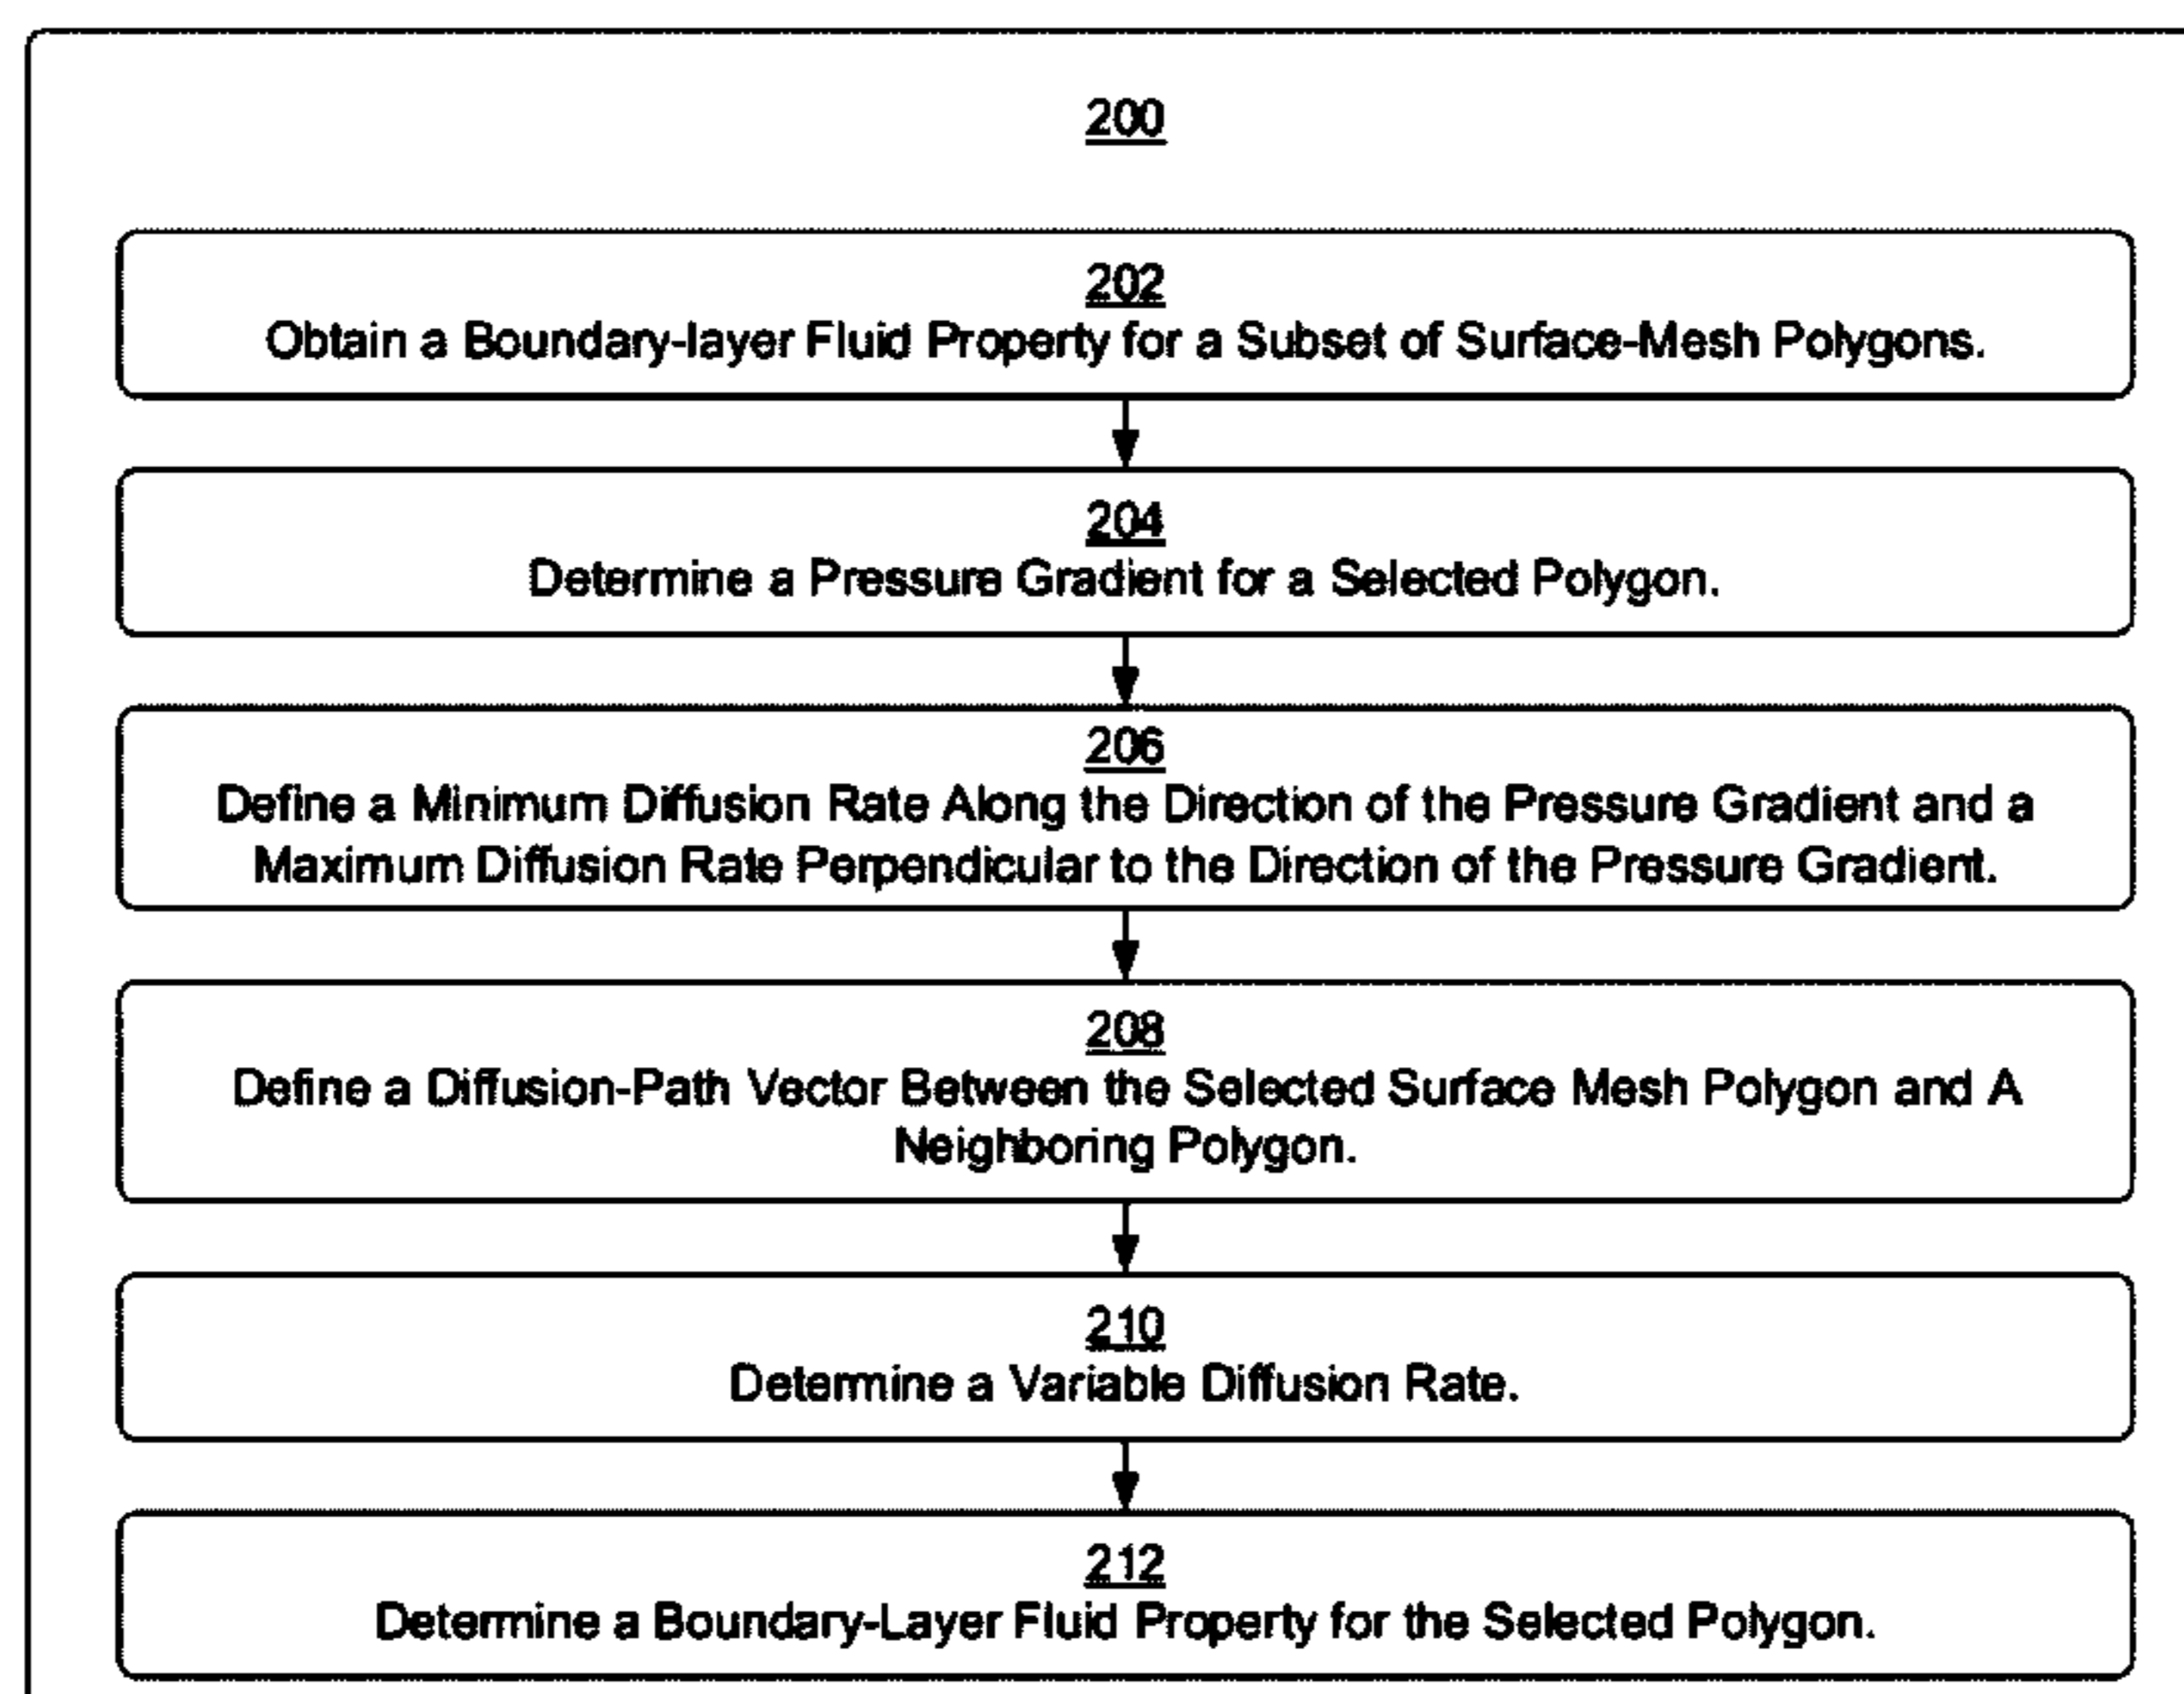 200
202
Obtain a Boundary-layer Fluid Property for a Subset of Surface-Mesh Polygons.
204
Determine a Pressure Gradient for a Selected Polygon.
206
Define a Minimum Diffusion Rate Along the Direction of the Pressure Gradient and a
Maximum Diffusion Rate Perpendicular to the Direction of the Pressure Gradient.
208
Define a Diffusion-Path Vector Between the Selected Surface Mesh Polygon and A
Neighboring Polygon.
210
Determine a Variable Diffusion Rate.
212
Determine a Boundary-Layer Fluid Property for the Selected Polygon.